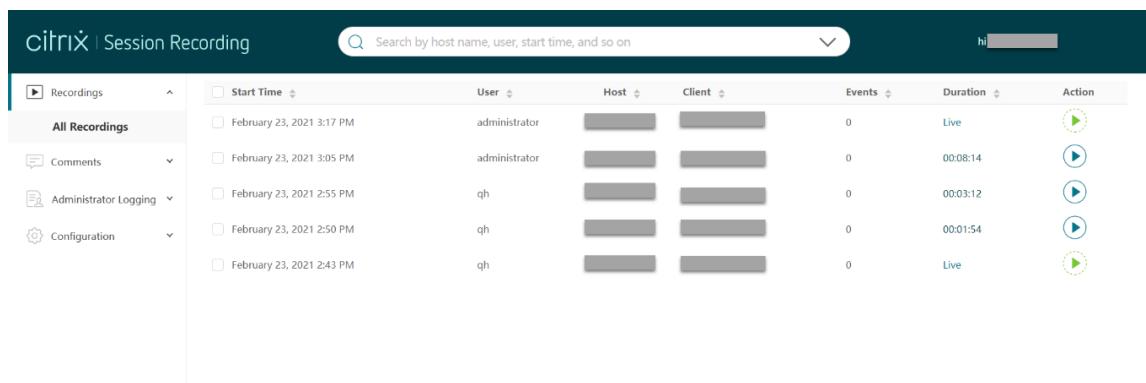 citrix | Session Recording
Search by host name, user, start time, and so on
hi
Recordings
All Recordings
Comments
Administrator Logging
Configuration
Start Time User Host Client Events Duration Action
February 23, 2021 3:17 PM administrator 0 Live
February 23, 2021 3:05 PM administrator 0 00:08:14
February 23, 2021 2:55 PM qh 0 00:03:12
February 23, 2021 2:50 PM qh 0 00:01:54
February 23, 2021 2:43 PM qh 0 Live